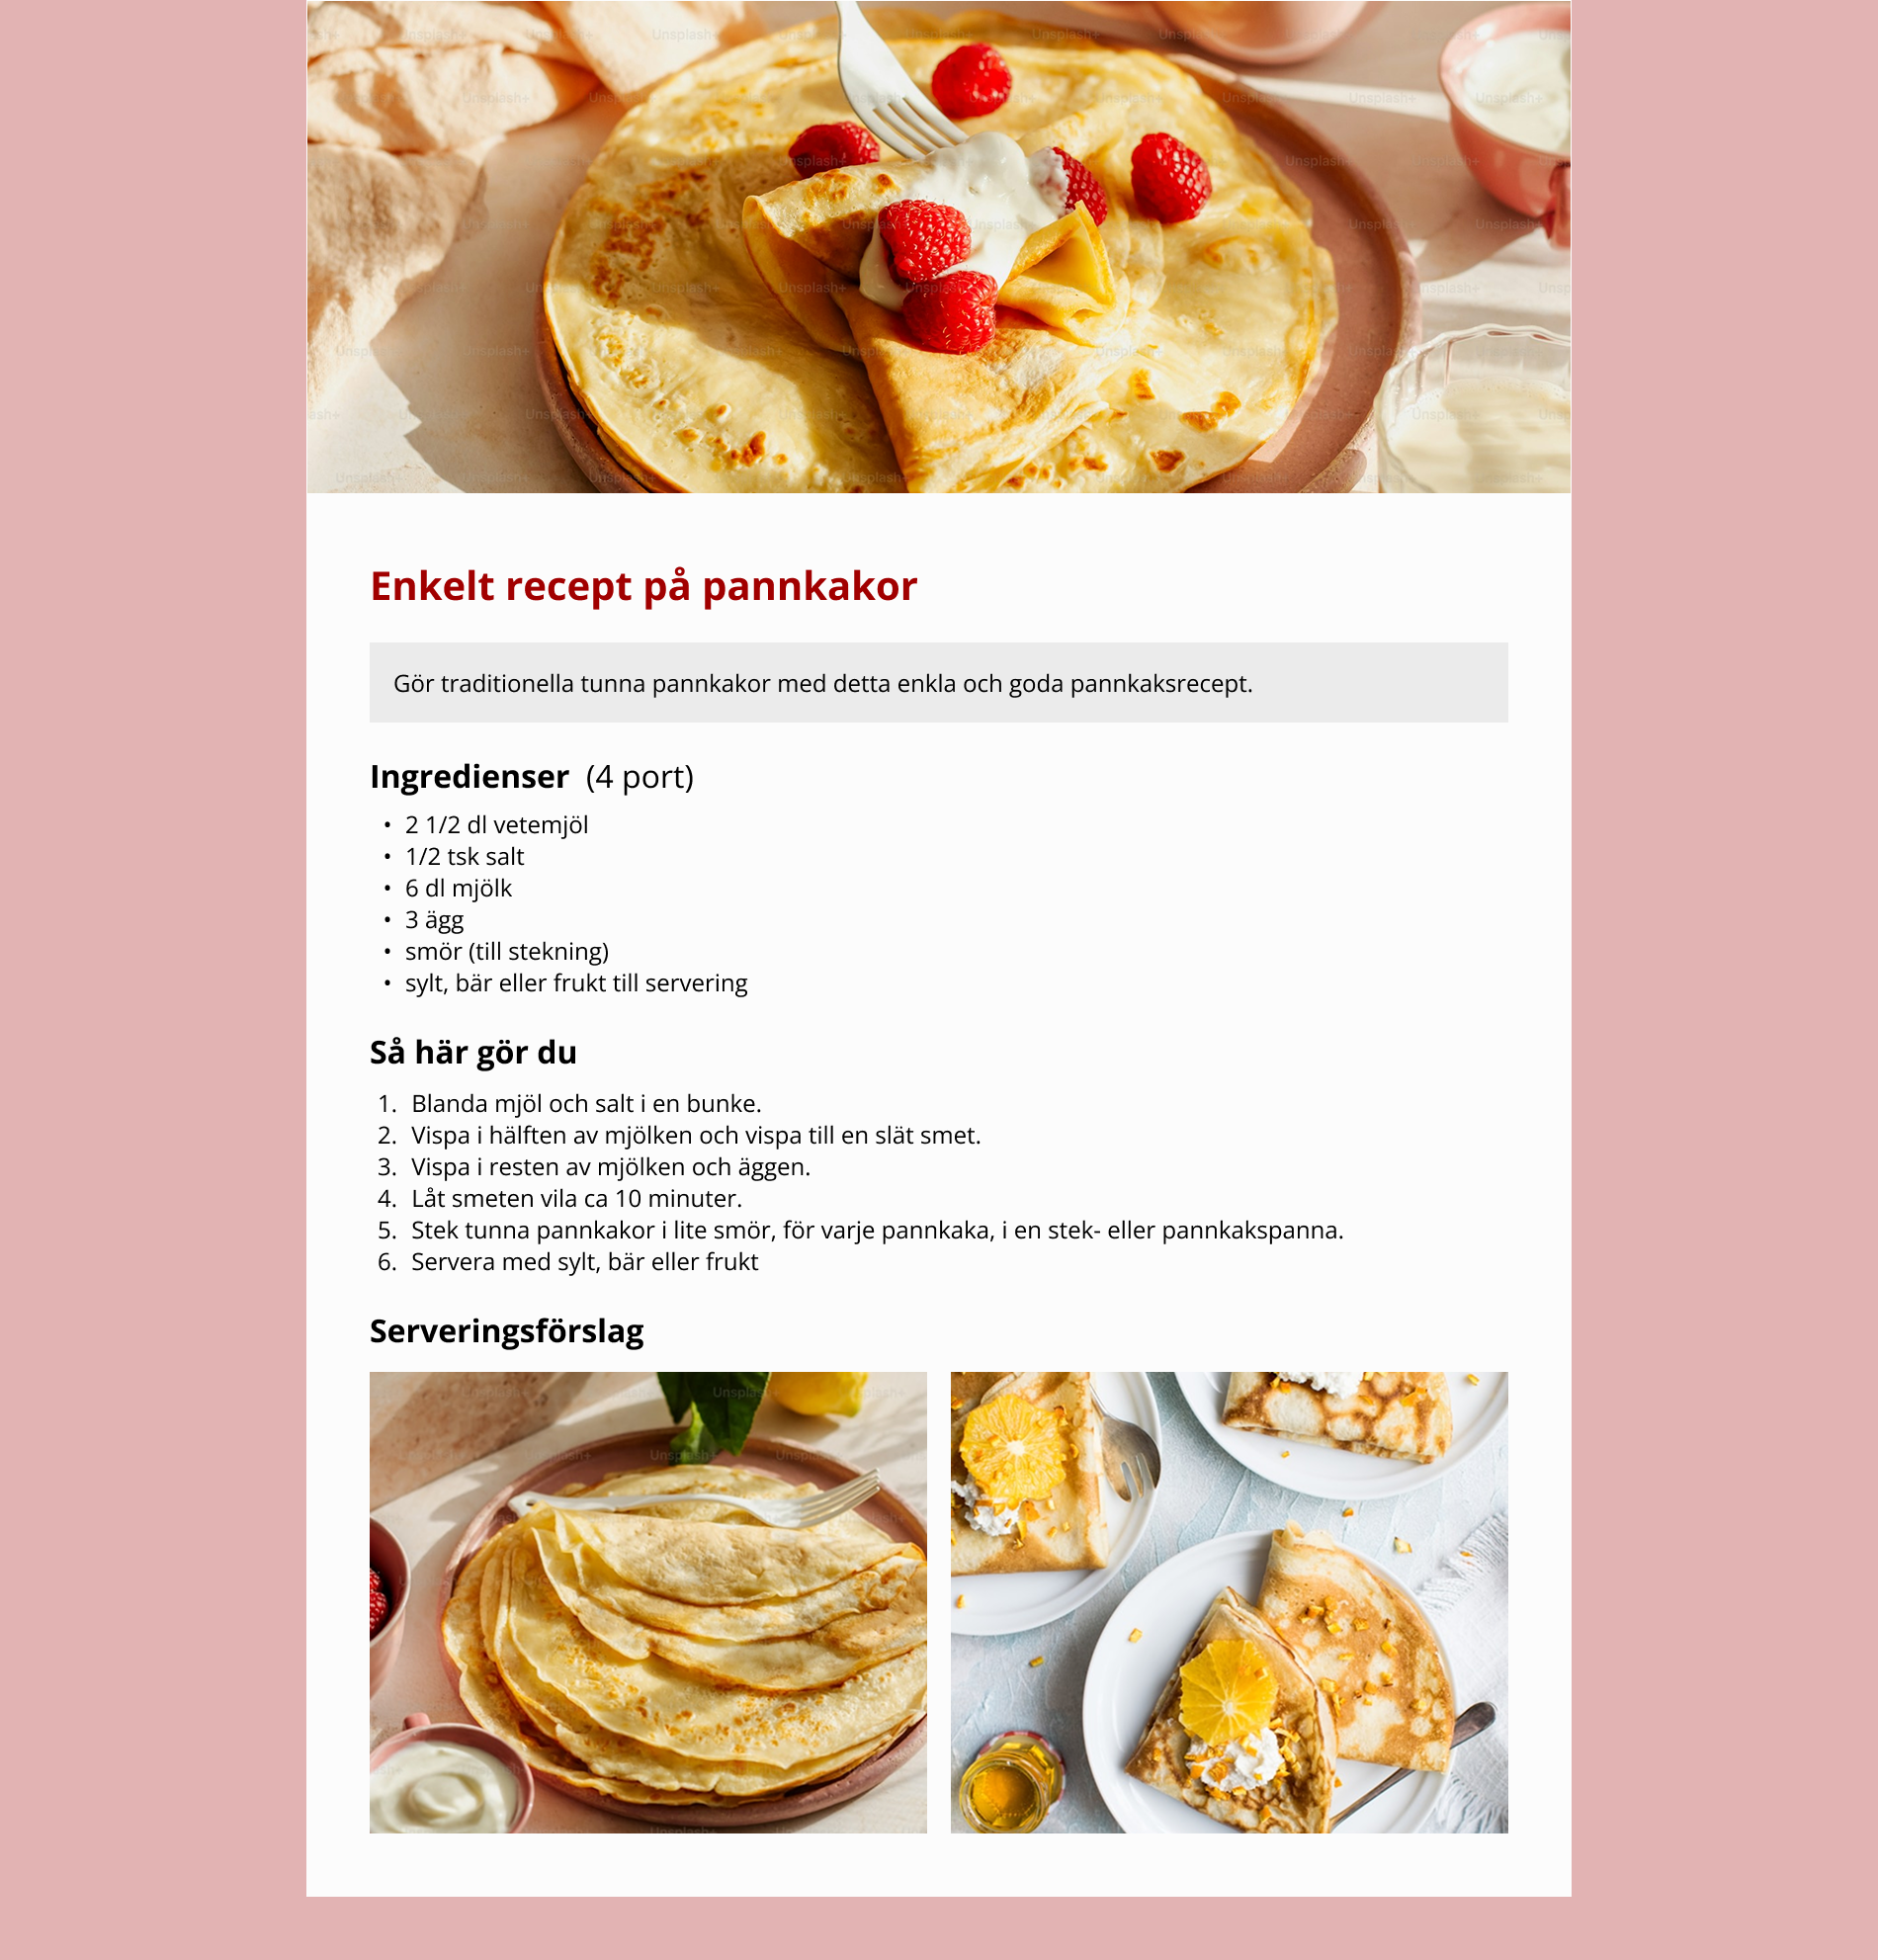 Enkelt recept på pannkakor
Gör traditionella tunna pannkakor med detta enkla och goda pannkaksrecept.
Ingredienser (4 port)
• 2 1/2 dl vetemjöl
• 1/2 tsk salt
• 6 dl mjölk
• 3 ägg
• smör (till stekning)
• sylt, bär eller frukt till servering
Så här gör du
1. Blanda mjöl och salt i en bunke.
2. Vispa i hälften av mjölken och vispa till en slät smet.
3. Vispa i resten av mjölken och äggen.
4. Låt smeten vila ca 10 minuter.
5. Stek tunna pannkakor i lite smör, för varje pannkaka, i en stek- eller pannkakspanna.
6. Servera med sylt, bär eller frukt
Serveringsförslag